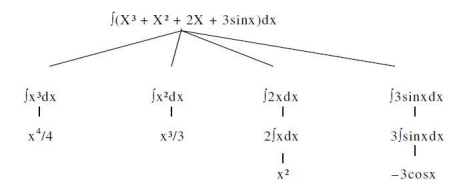 ∫(X³ + X² + 2X + 3sinx)dx
∫x³dx ∫x²dx ∫2xdx ∫3sinxdx
x⁴/4 x³/3 2∫xdx 3∫sinxdx
x² −3cosx